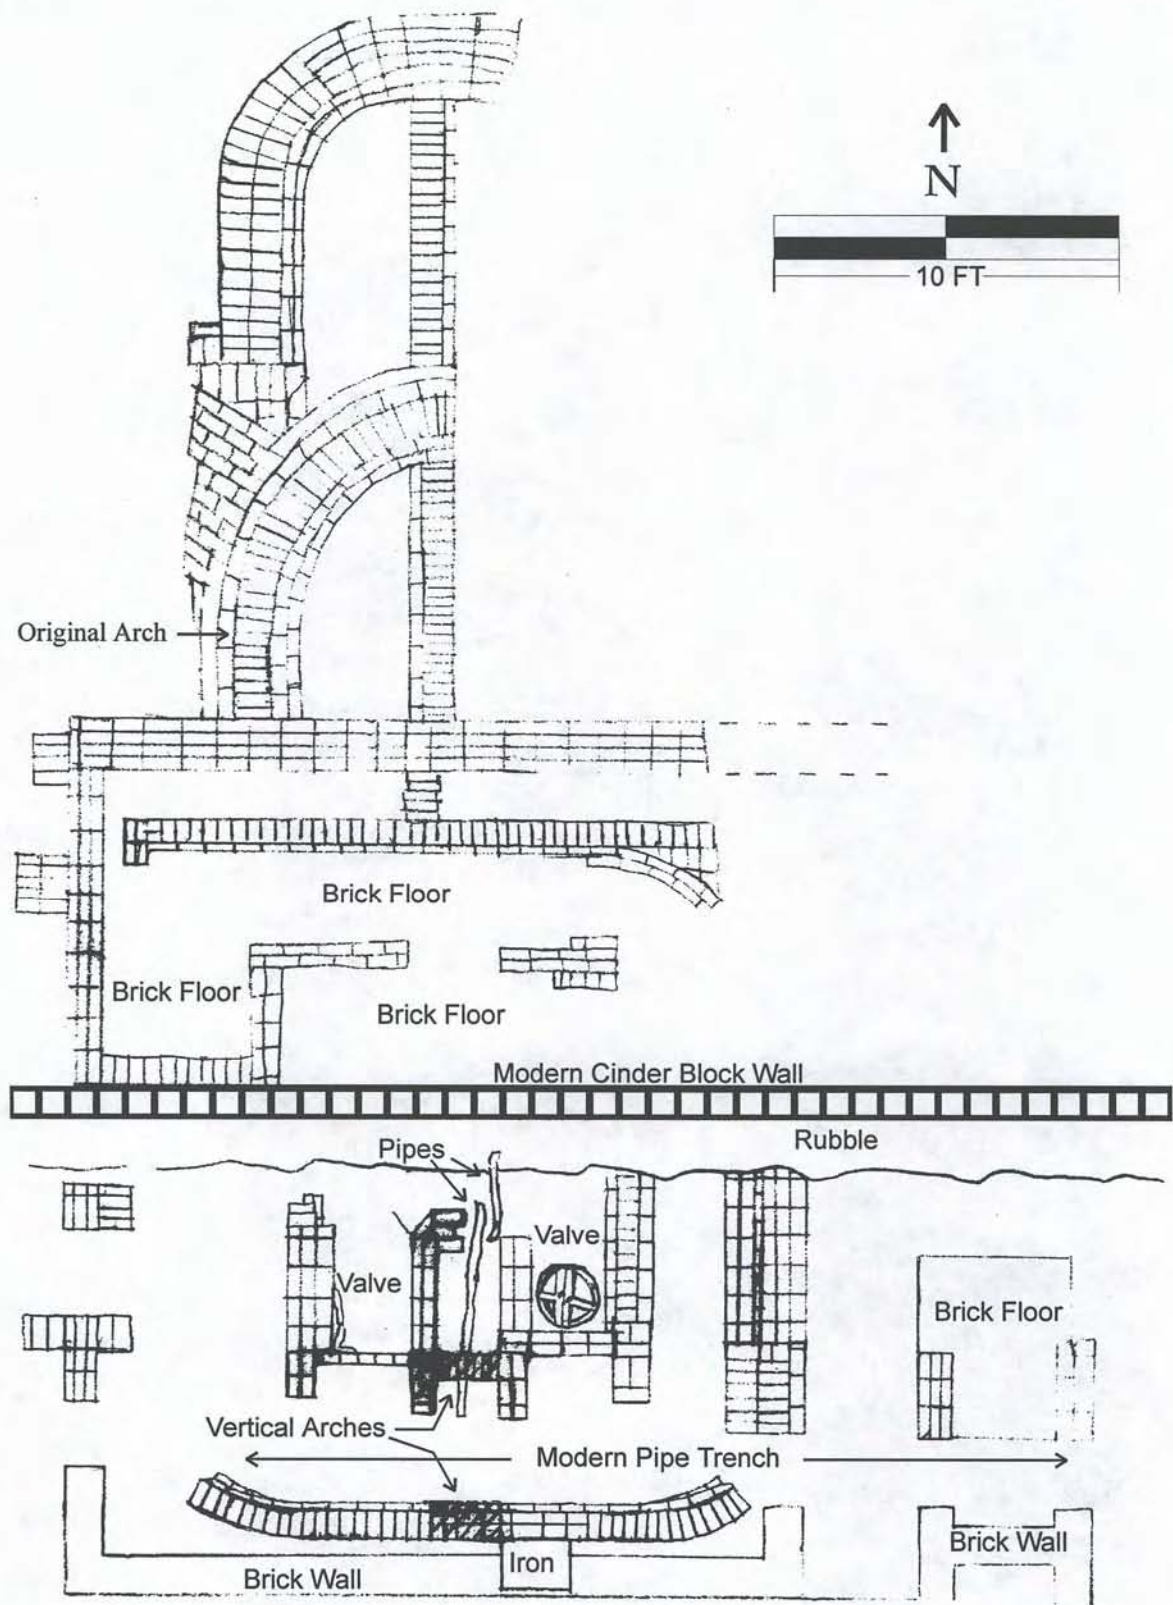 N
10 FT
Original Arch
Brick Floor
Brick Floor
Brick Floor
Modern Cinder Block Wall
Rubble
Pipes
Valve
Valve
Brick Floor
Vertical Arches
Modern Pipe Trench
Iron
Brick Wall
Brick Wall